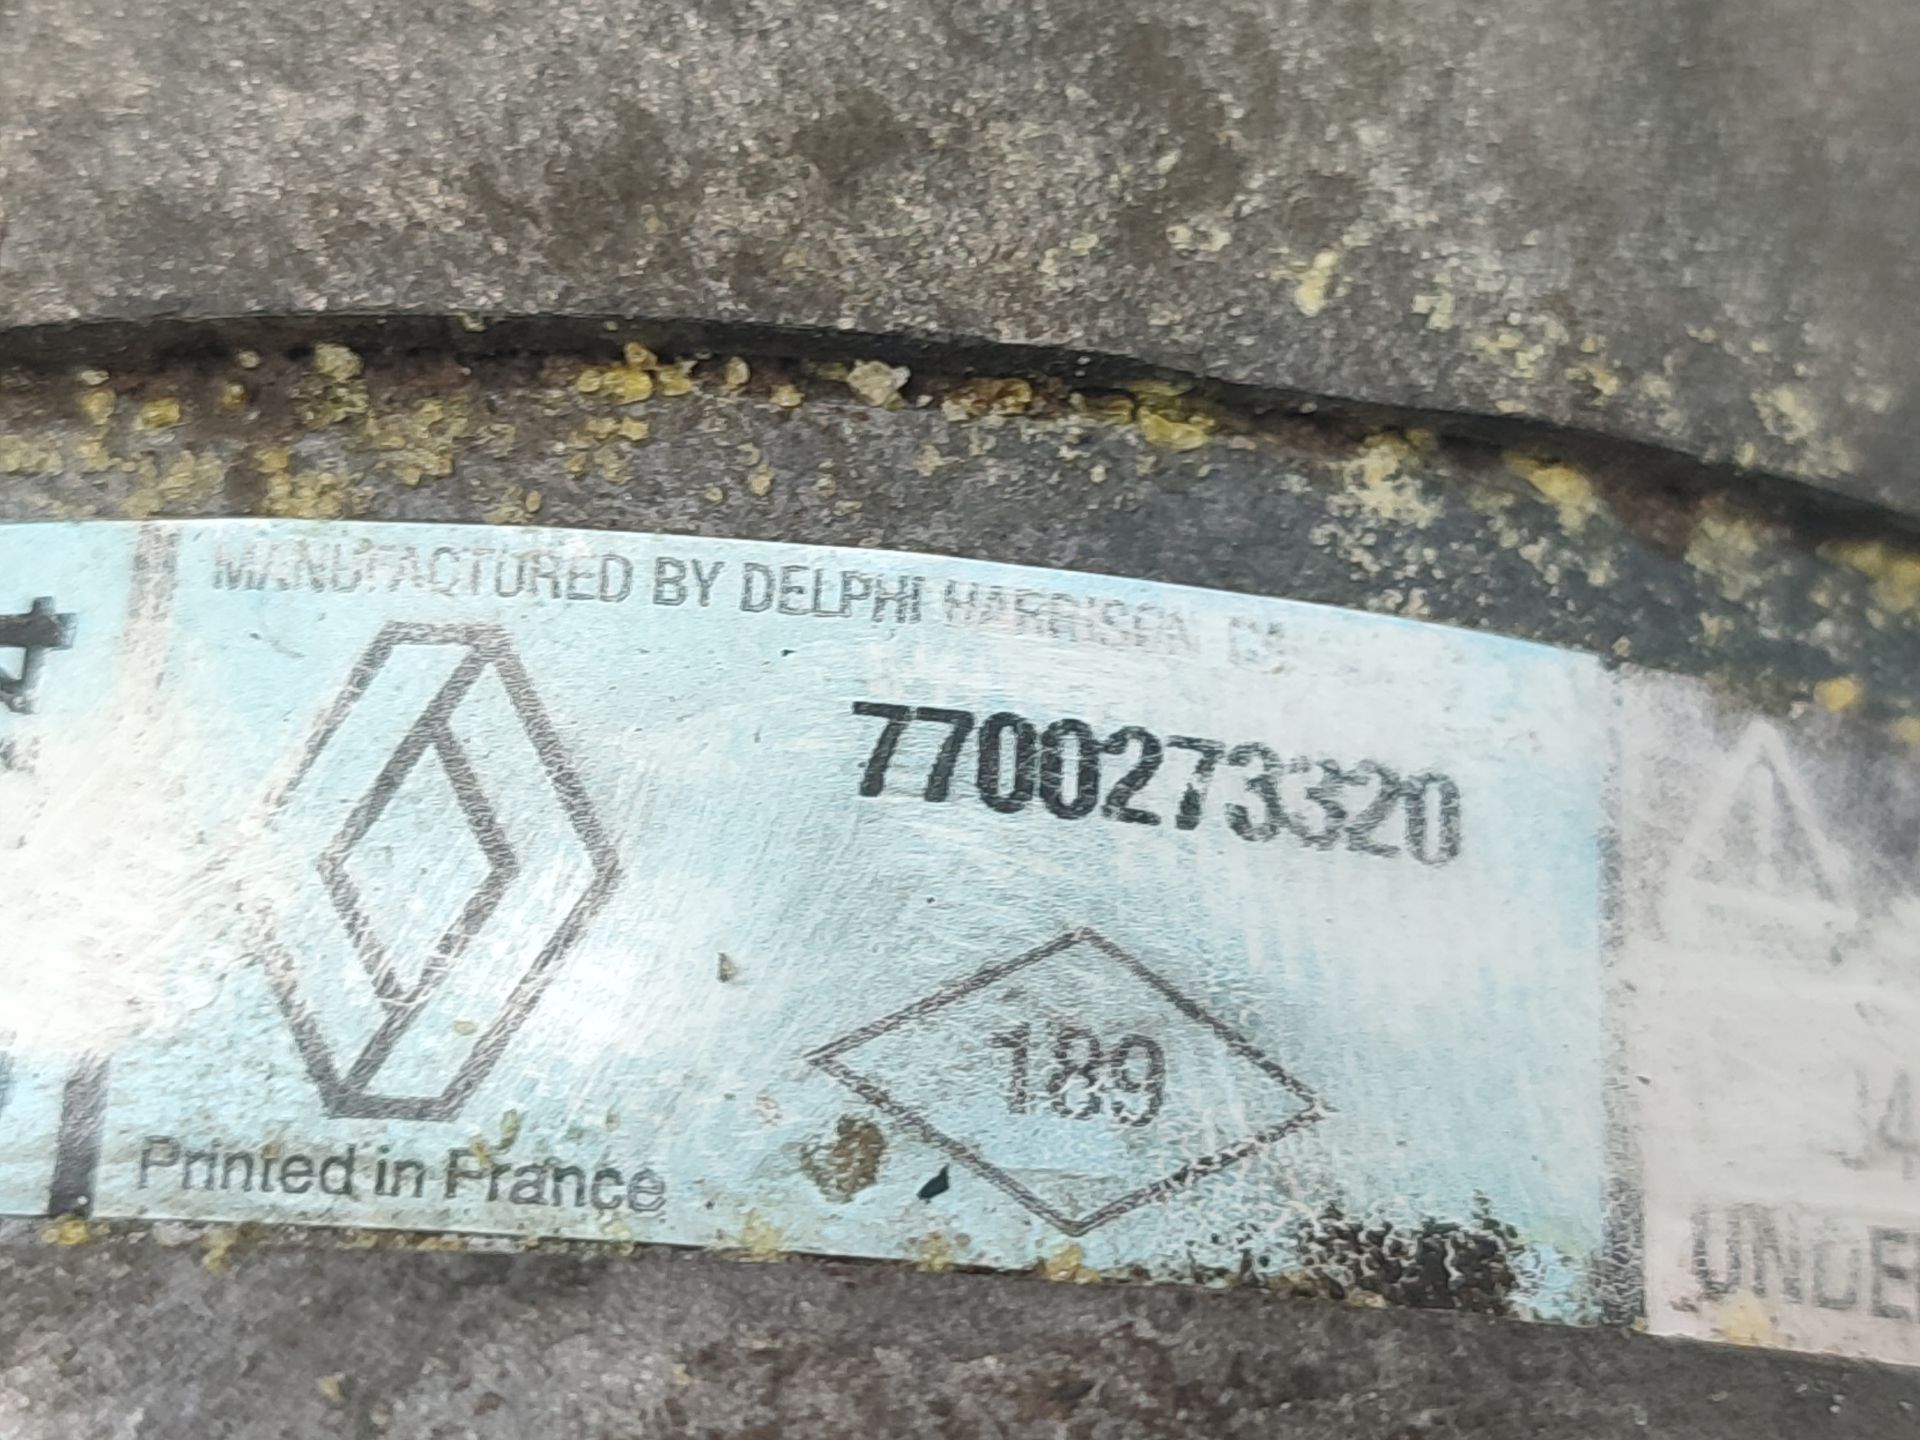 MANUFACTURED BY DELPHI HARRISON
7700273320
189
Printed in France